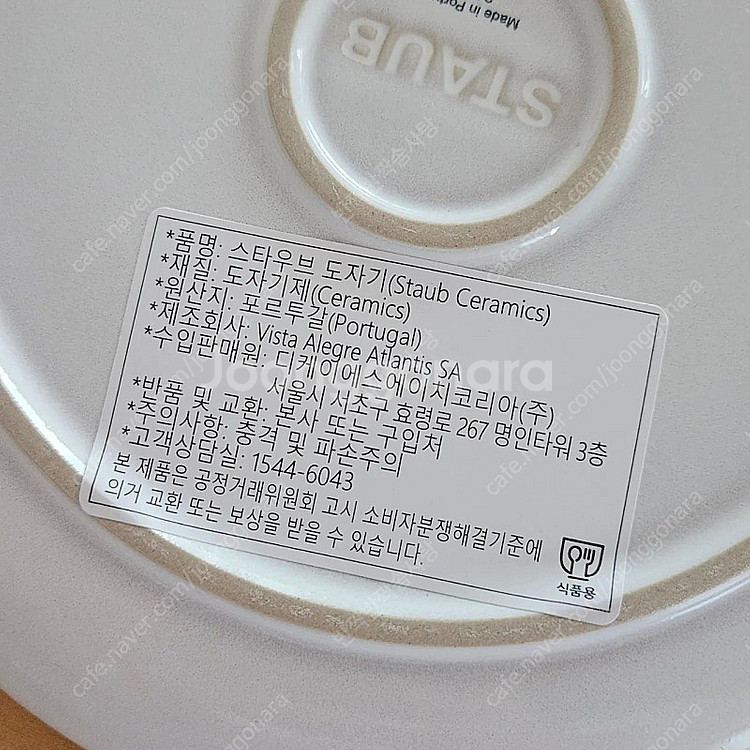 Made in Port
STAUB
*품명: 스타우브 도자기(Staub Ceramics)
*재질: 도자기제(Ceramics)
*원산지: 포르투갈(Portugal)
*제조회사: Vista Alegre Atlantis SA
*수입판매원: 디케이에스에이치코리아(주)
서울시 서초구 효령로 267 명인타워 3층
*반품 및 교환: 본사 또는 구입처
*주의사항: 충격 및 파손주의
*고객상담실: 1544-6043
본 제품은 공정거래위원회 고시 소비자분쟁해결기준에
의거 교환 또는 보상을 받을 수 있습니다.
식품용
Joonggonara
cafe.naver.com/joonggonara